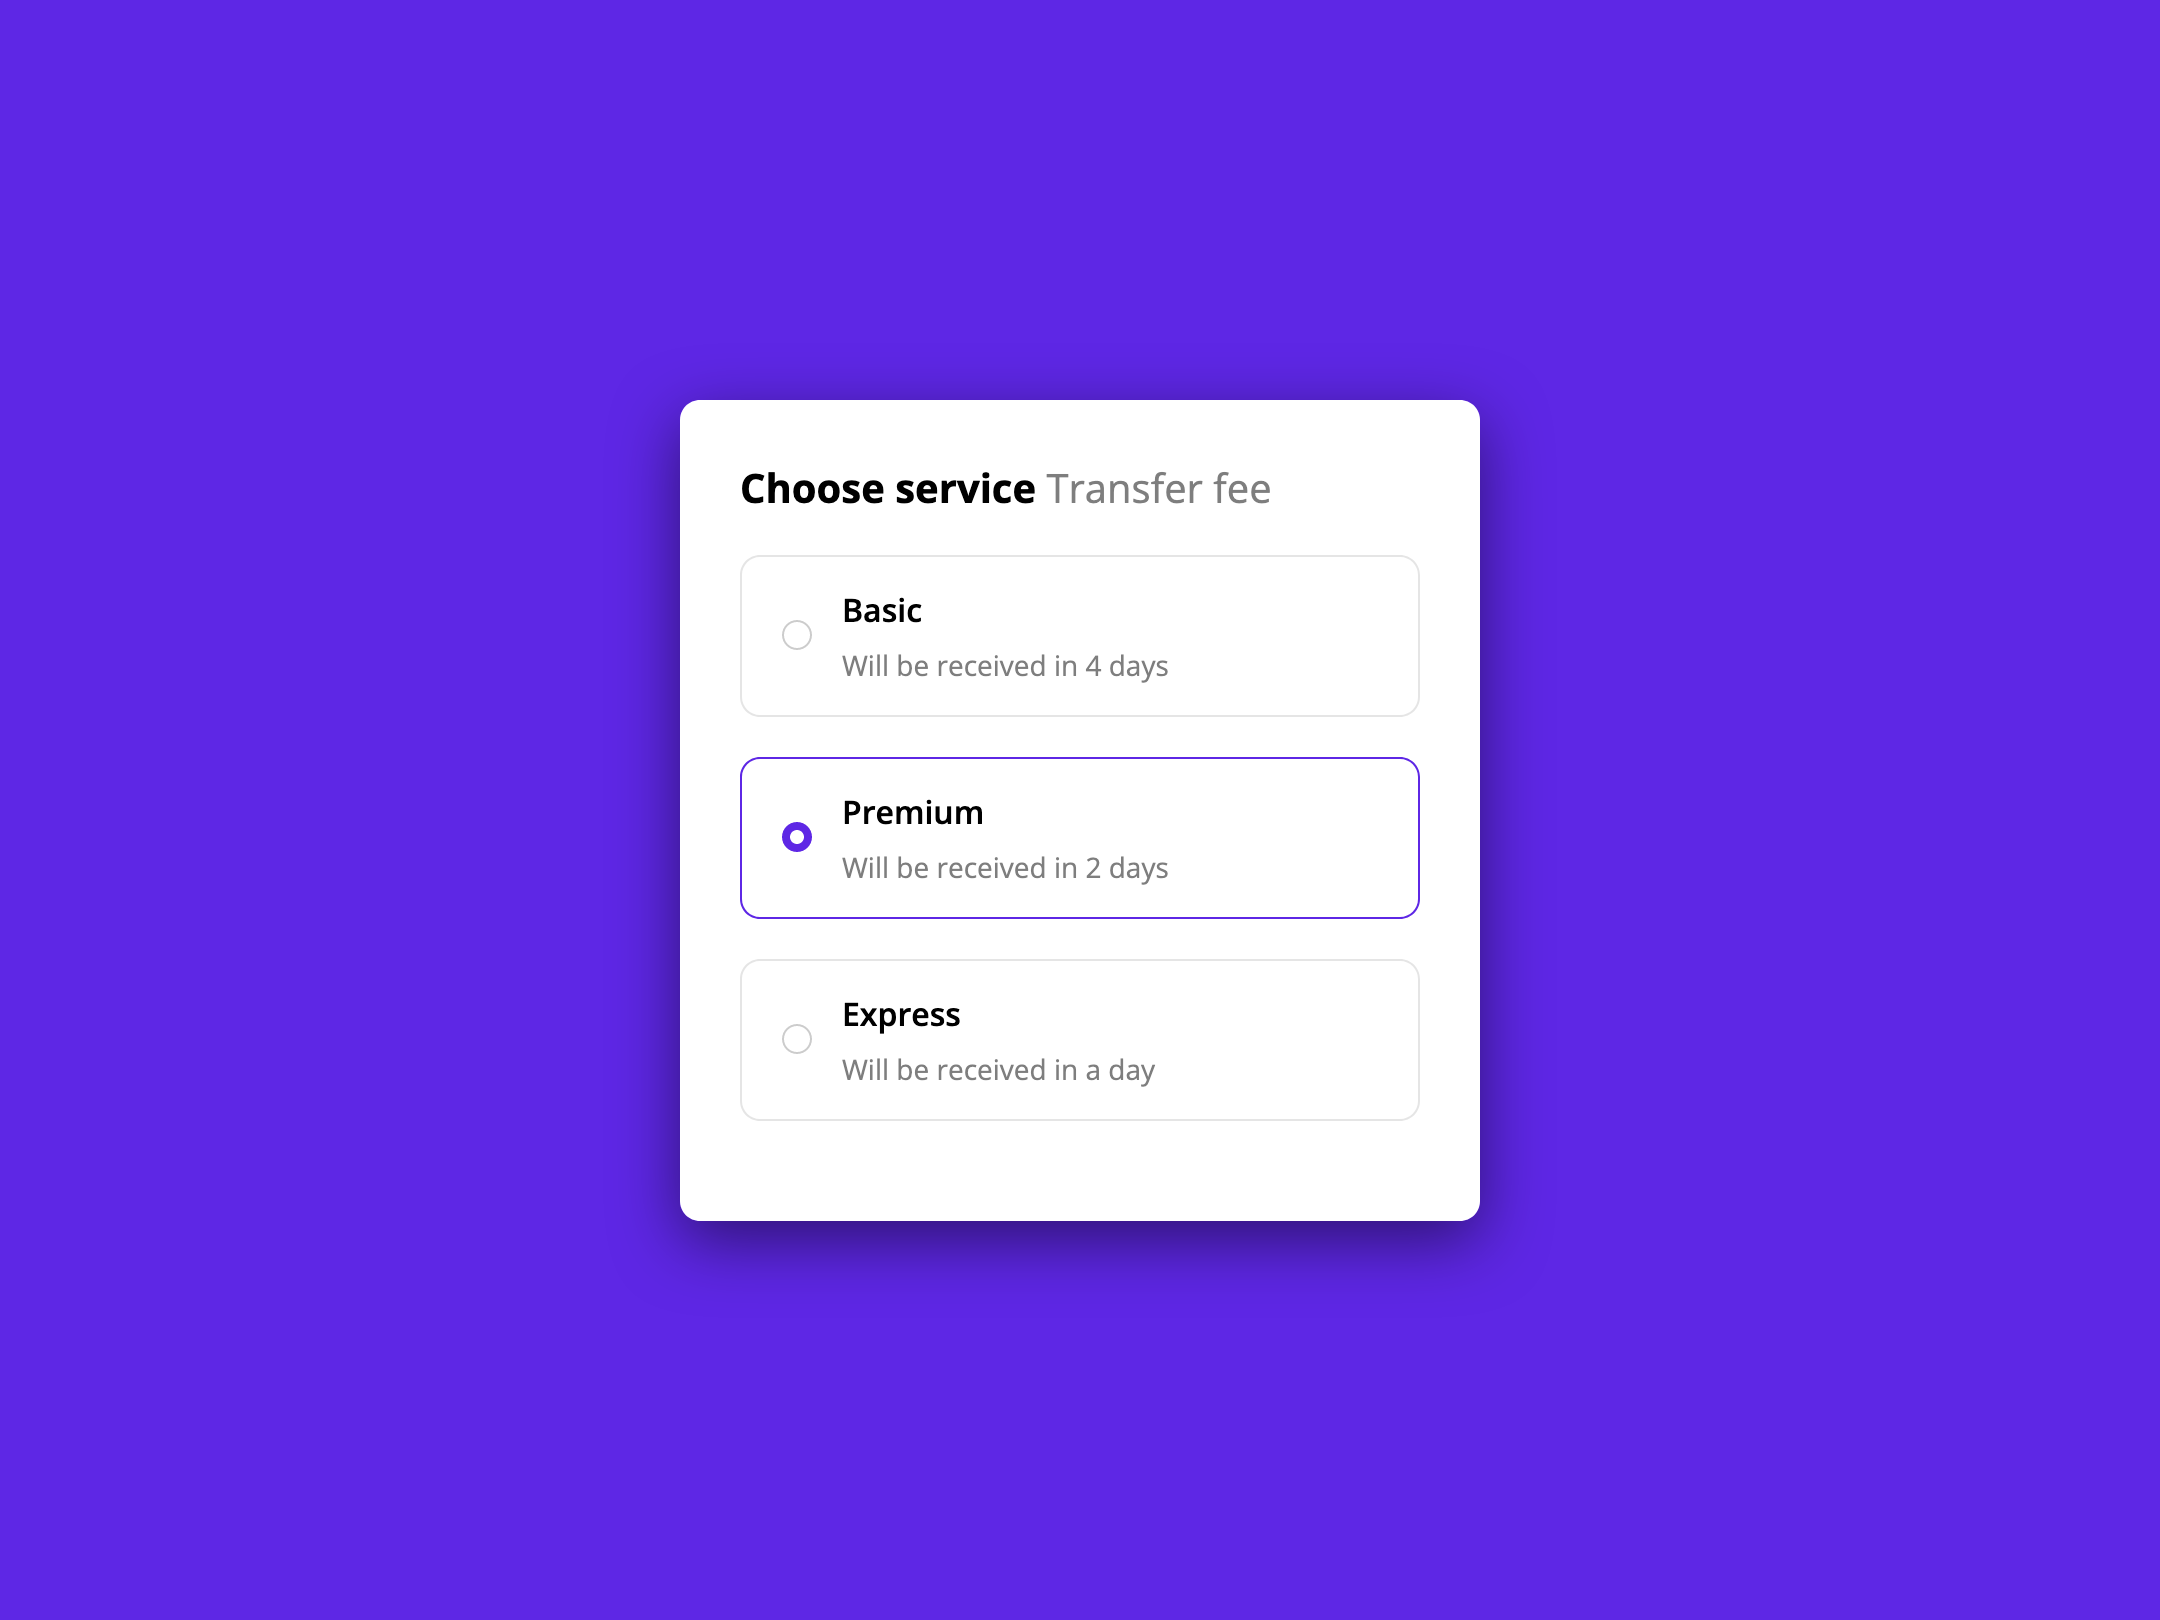 Choose service Transfer fee
Basic
Will be received in 4 days
Premium
Will be received in 2 days
Express
Will be received in a day